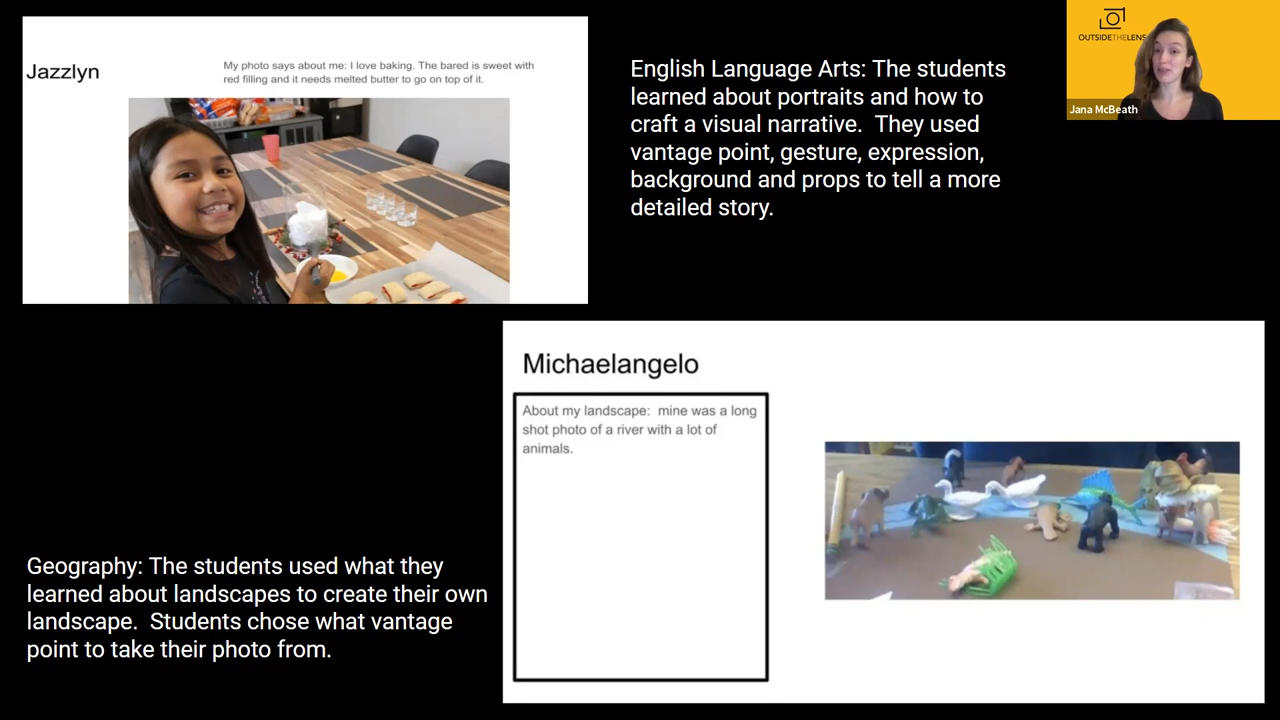 Jazzlyn
My photo says about me: I love baking. The bared is sweet with
red filling and it needs melted butter to go on top of it.
English Language Arts: The students
learned about portraits and how to
craft a visual narrative.  They used
vantage point, gesture, expression,
background and props to tell a more
detailed story.
OUTSIDETHELENS
Jana McBeath
Michaelangelo
About my landscape:  mine was a long
shot photo of a river with a lot of
animals.
Geography: The students used what they
learned about landscapes to create their own
landscape.  Students chose what vantage
point to take their photo from.